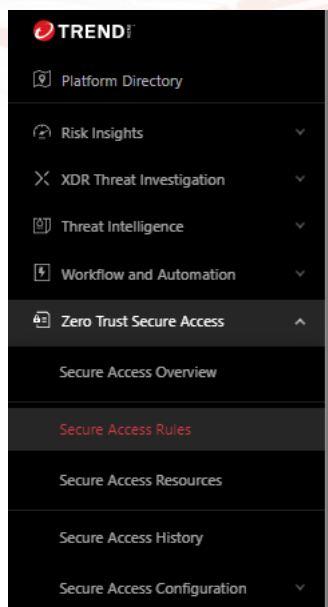 TREND
Platform Directory
Risk Insights
XDR Threat Investigation
Threat Intelligence
Workflow and Automation
Zero Trust Secure Access
Secure Access Overview
Secure Access Rules
Secure Access Resources
Secure Access History
Secure Access Configuration